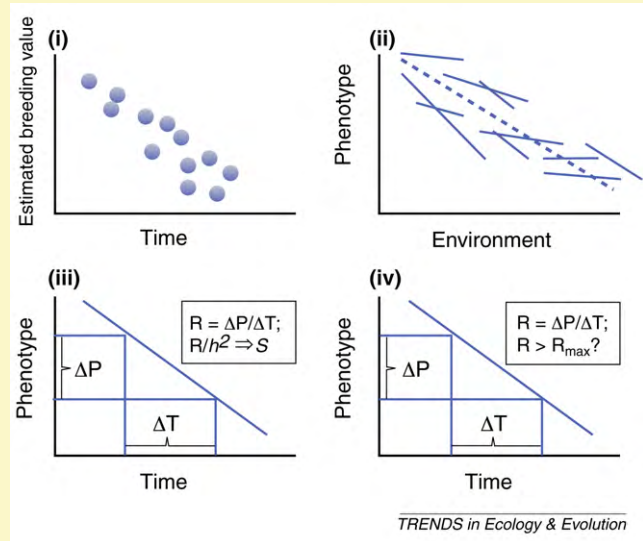 (i)
Estimated breeding value
Time
(ii)
Phenotype
Environment
(iii)
Phenotype
ΔP
ΔT
R = ΔP/ΔT;
R/h² ⇒ S
Time
(iv)
Phenotype
ΔP
ΔT
R = ΔP/ΔT;
R > Rmax?
Time
TRENDS in Ecology & Evolution